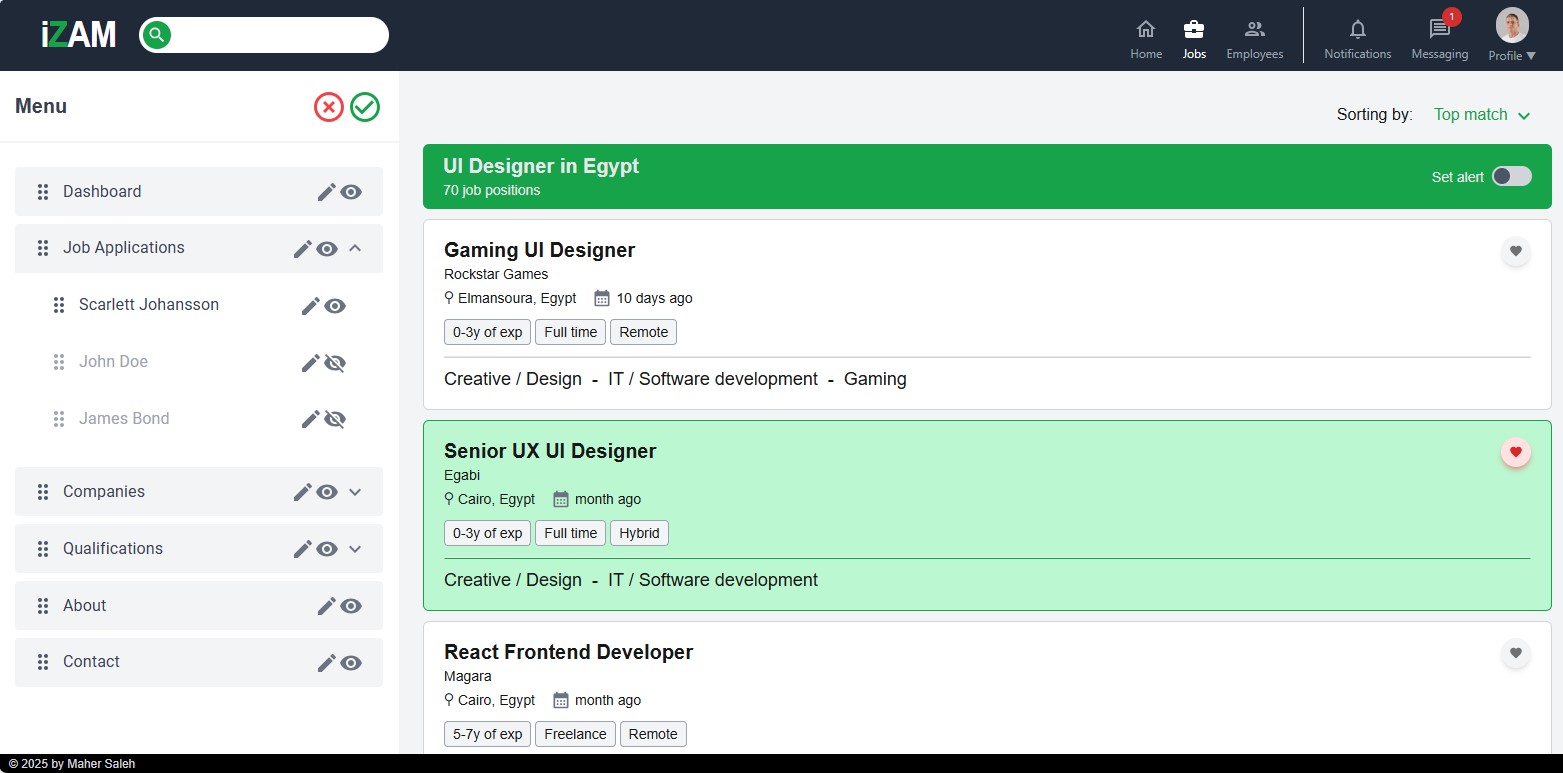 iZAM
Home
Jobs
Employees
Notifications
1
Messaging
Profile ▼
Menu
Dashboard
Job Applications
Scarlett Johansson
John Doe
James Bond
Companies
Qualifications
About
Contact
Sorting by: Top match
UI Designer in Egypt
70 job positions
Set alert
Gaming UI Designer
Rockstar Games
Elmansoura, Egypt 10 days ago
0-3y of exp Full time Remote
Creative / Design - IT / Software development - Gaming
Senior UX UI Designer
Egabi
Cairo, Egypt month ago
0-3y of exp Full time Hybrid
Creative / Design - IT / Software development
React Frontend Developer
Magara
Cairo, Egypt month ago
5-7y of exp Freelance Remote
© 2025 by Maher Saleh